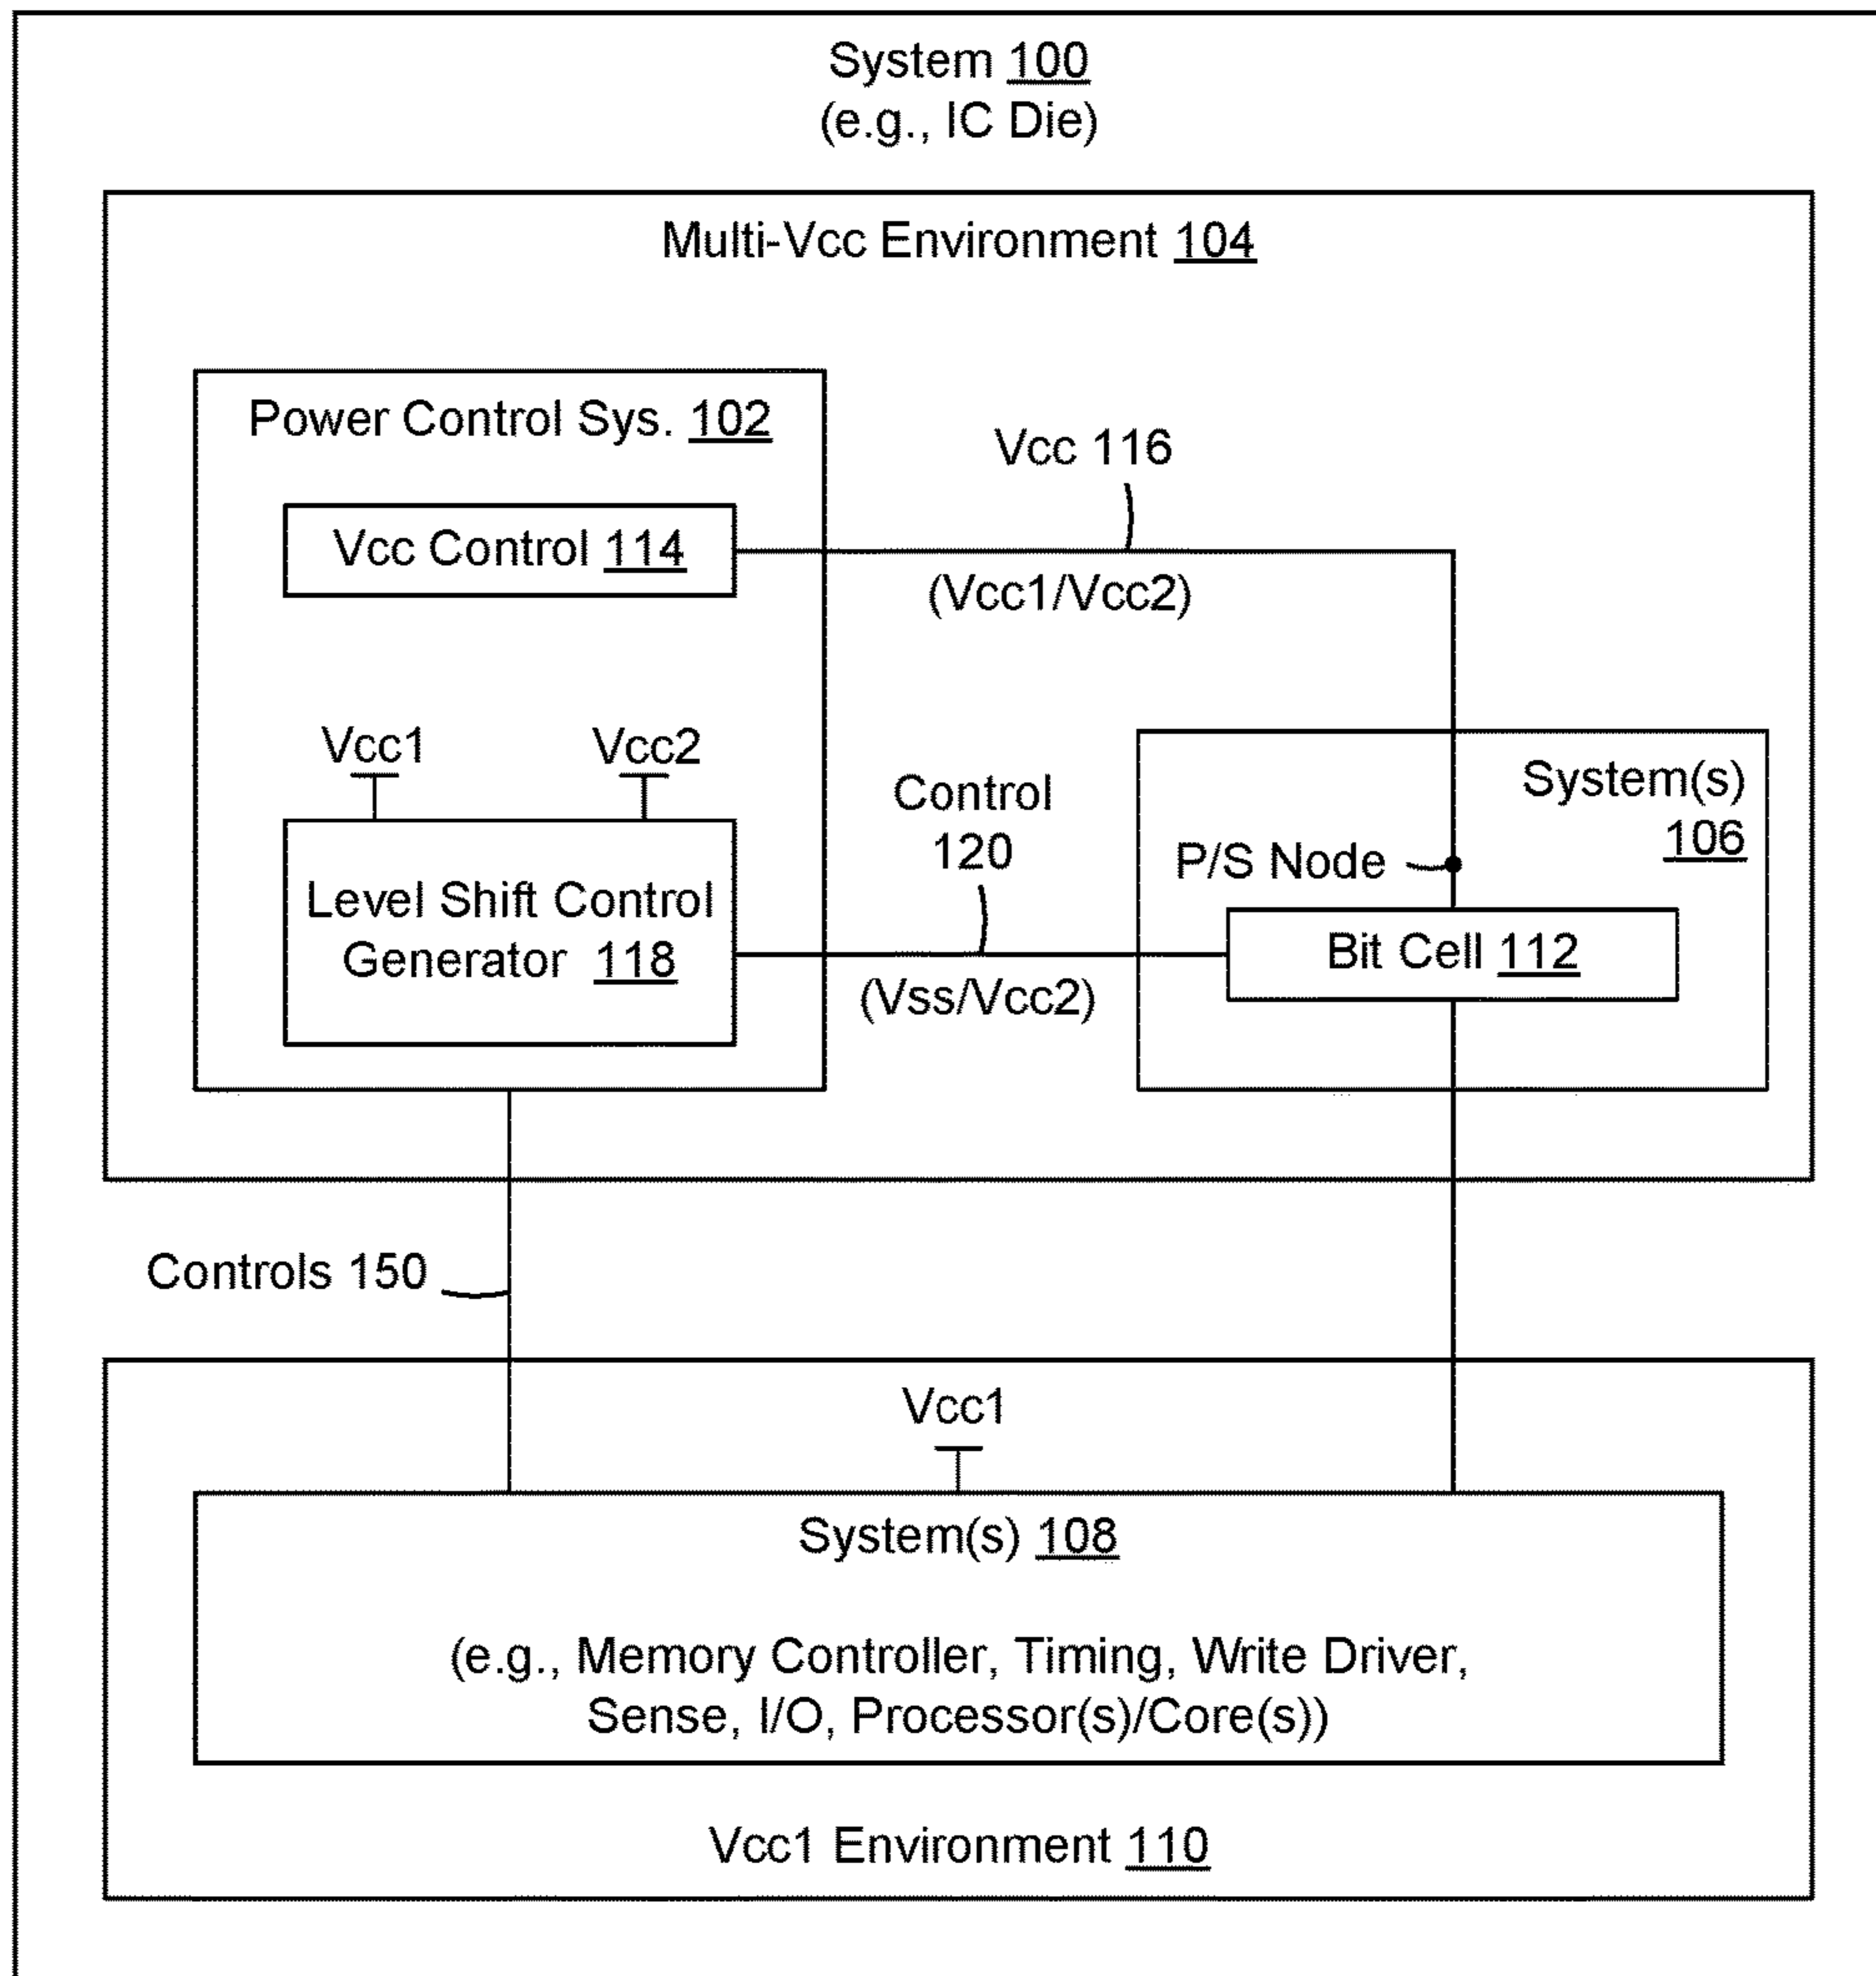 System 100
(e.g., IC Die)
Multi-Vcc Environment 104
Power Control Sys. 102
Vcc 116
Vcc Control 114
(Vcc1/Vcc2)
Vcc1
Vcc2
Control
120
System(s)
106
P/S Node
Level Shift Control
Generator 118
Bit Cell 112
(Vss/Vcc2)
Controls 150
Vcc1
System(s) 108
(e.g., Memory Controller, Timing, Write Driver,
Sense, I/O, Processor(s)/Core(s))
Vcc1 Environment 110